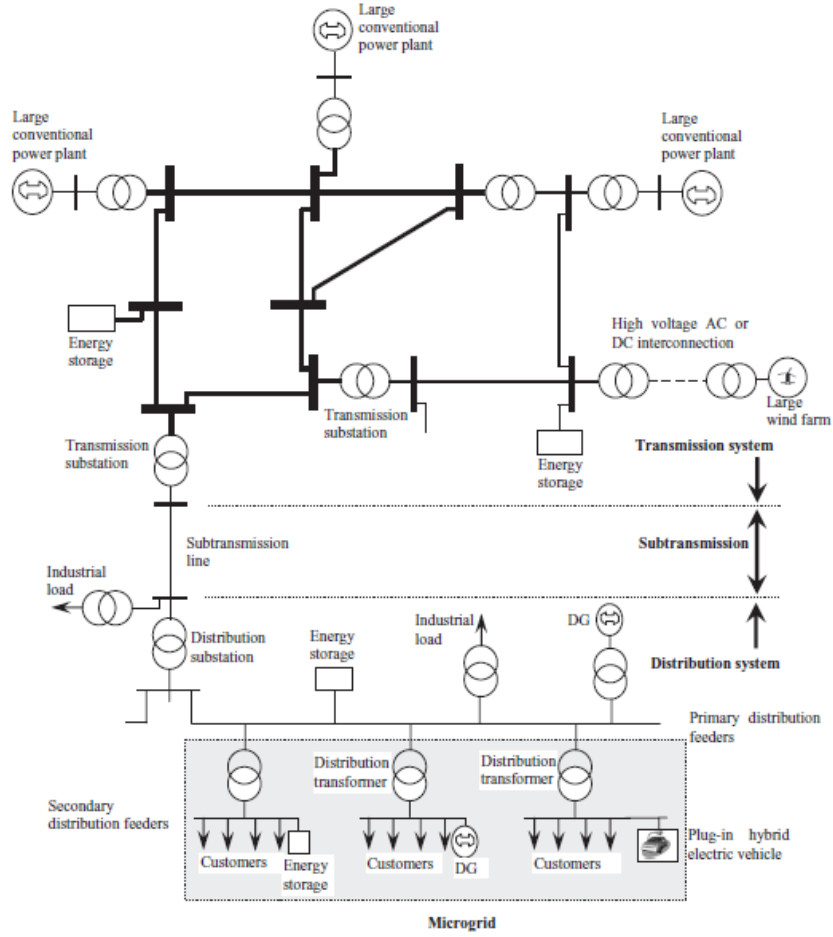 Large
conventional
power plant
Large
conventional
power plant
Large
conventional
power plant
Energy
storage
High voltage AC or
DC interconnection
Large
wind farm
Transmission
substation
Transmission
substation
Energy
storage
Transmission system
Subtransmission
line
Subtransmission
Industrial
load
Distribution
substation
Energy
storage
Industrial
load
DG
Distribution system
Primary distribution
feeders
Distribution
transformer
Distribution
transformer
Secondary
distribution feeders
Customers
Energy
storage
Customers
DG
Customers
Plug-in hybrid
electric vehicle
Microgrid